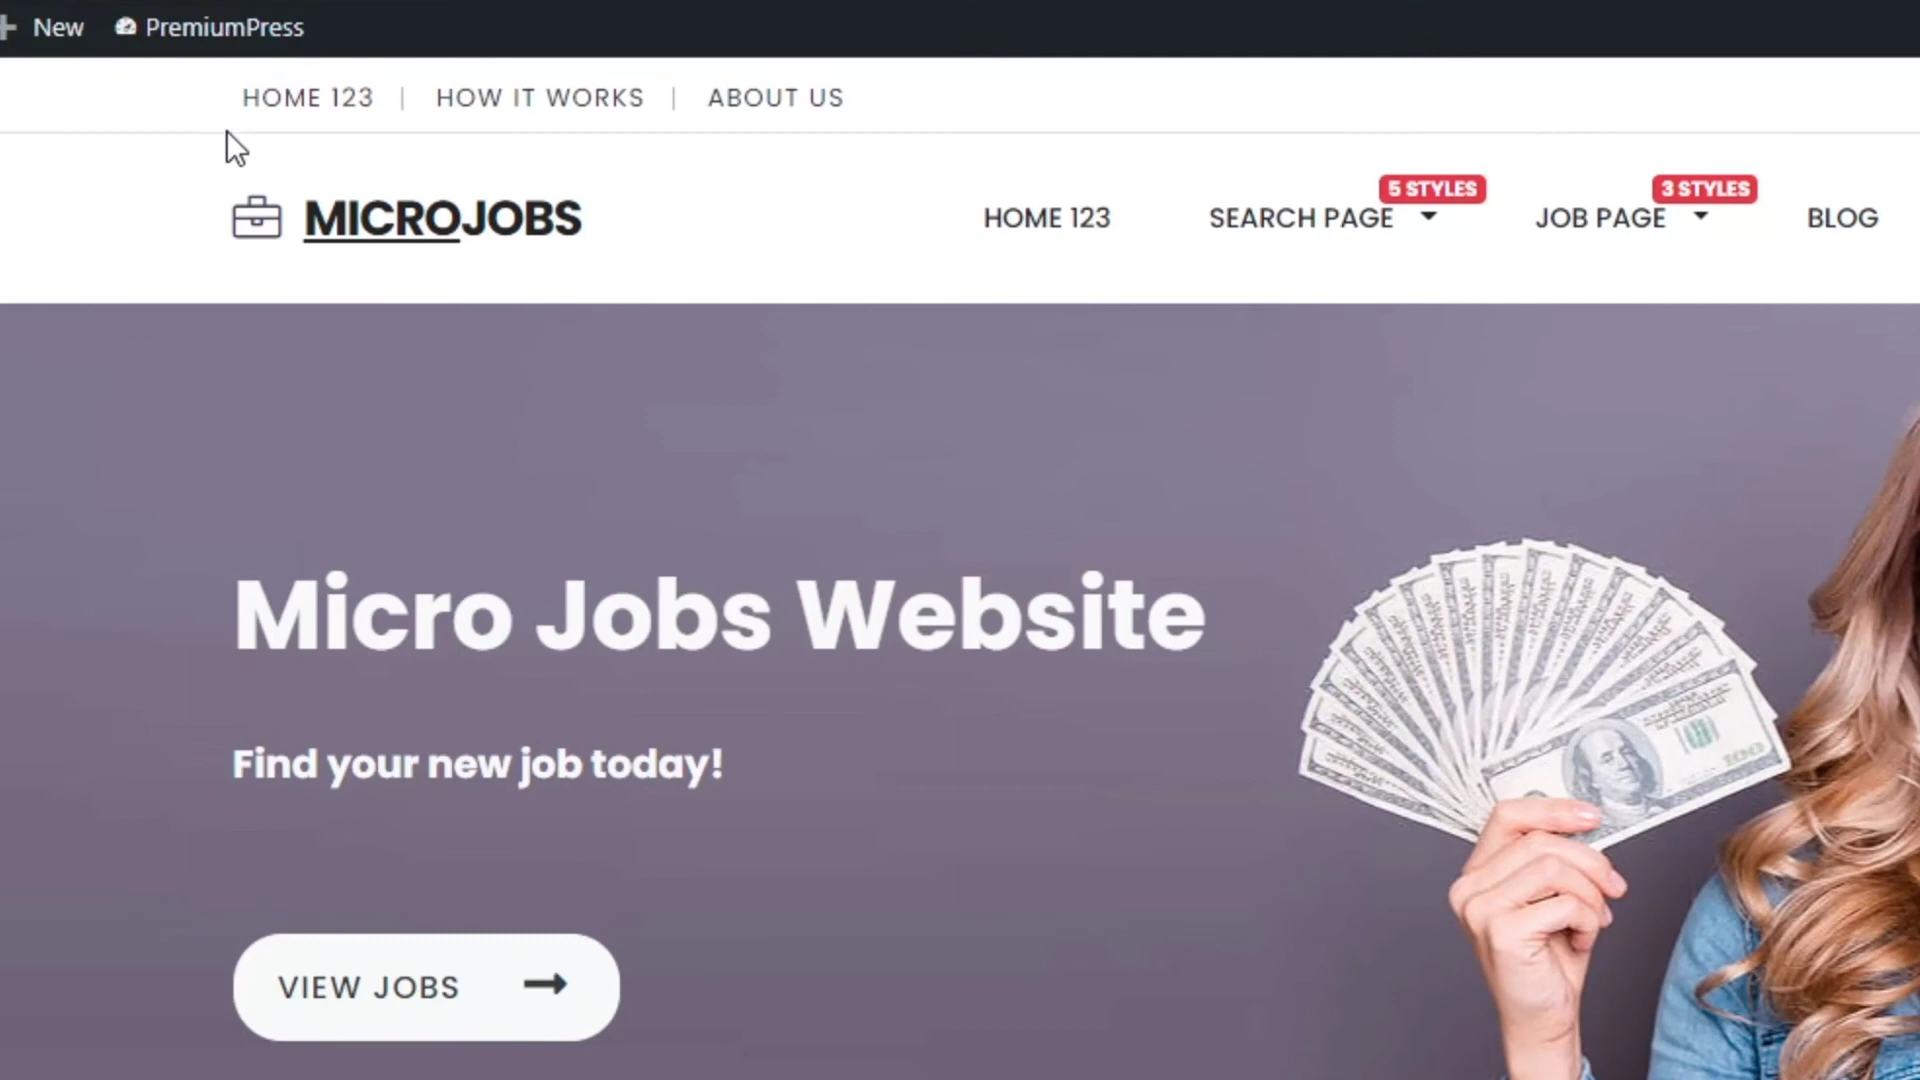 New PremiumPress
HOME 123 | HOW IT WORKS | ABOUT US
MICROJOBS
HOME 123 SEARCH PAGE 5 STYLES JOB PAGE 3 STYLES BLOG
Micro Jobs Website
Find your new job today!
VIEW JOBS